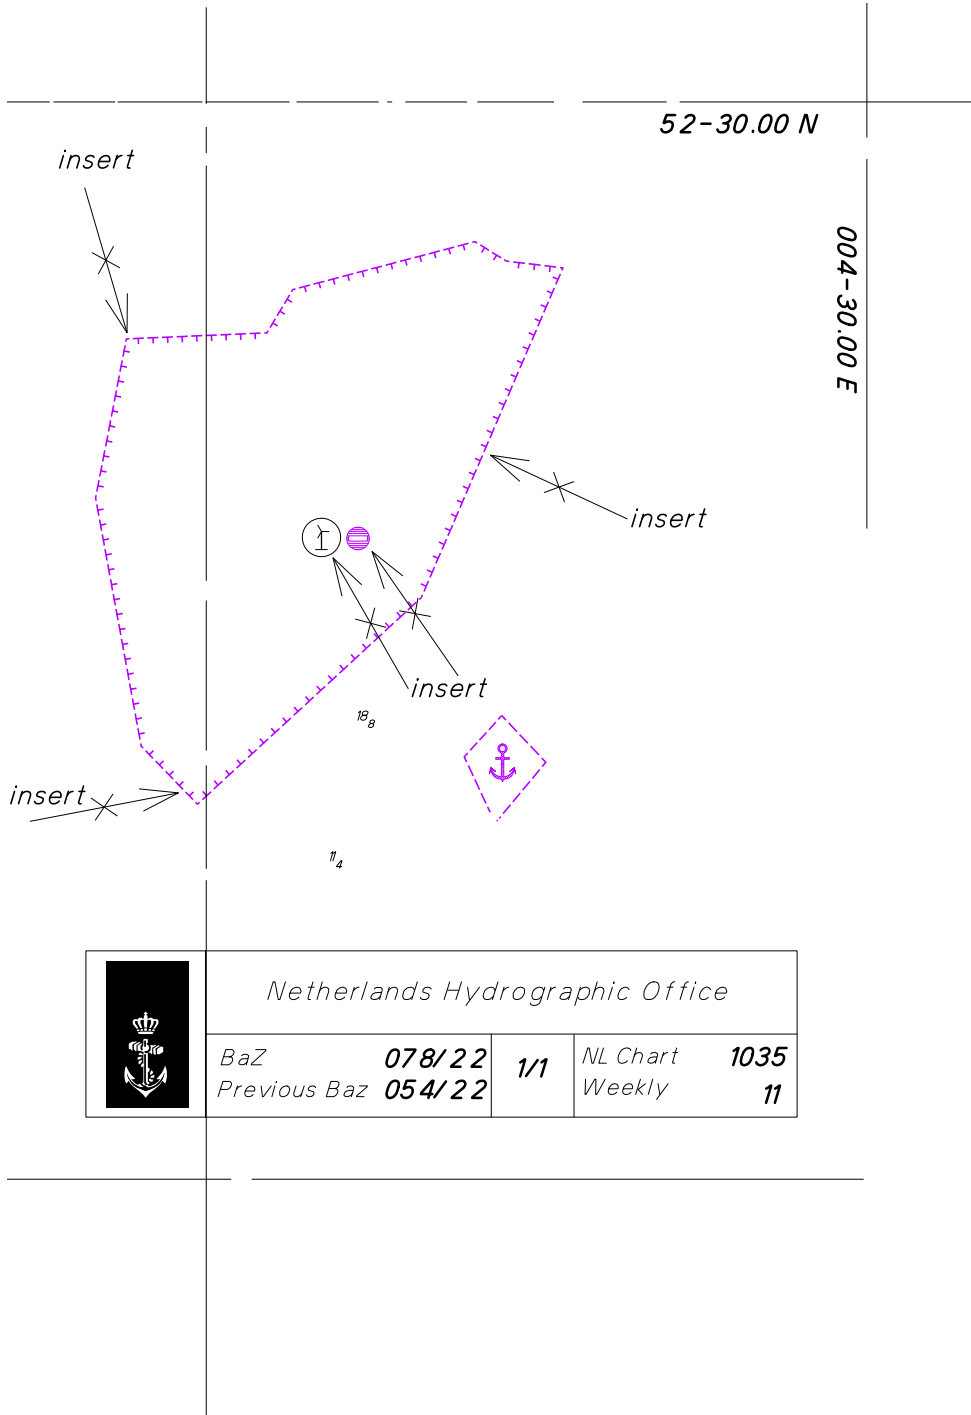 52-30.00 N
insert
004-30.00 E
insert
insert
18₈
insert
11₄
Netherlands Hydrographic Office
BaZ 078/22
Previous Baz 054/22
1/1
NL Chart 1035
Weekly 11